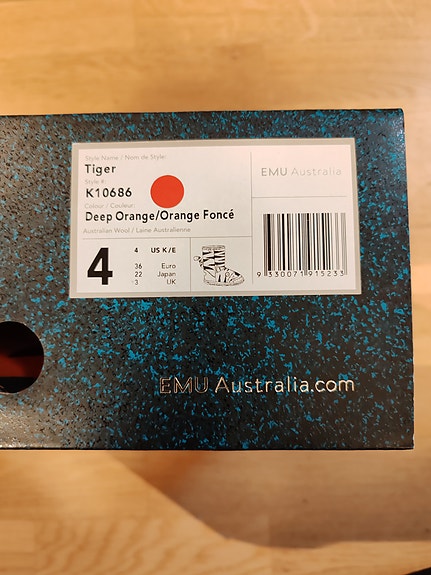 Style Name / Nom de Style:
Tiger
Style #:
K10686
Colour / Couleur:
Deep Orange/Orange Foncé
Australian Wool / Laine Australienne
EMU Australia
4
4 US K/E
36 Euro
22 Japan
3 UK
9 330071 915233
EMU Australia.com